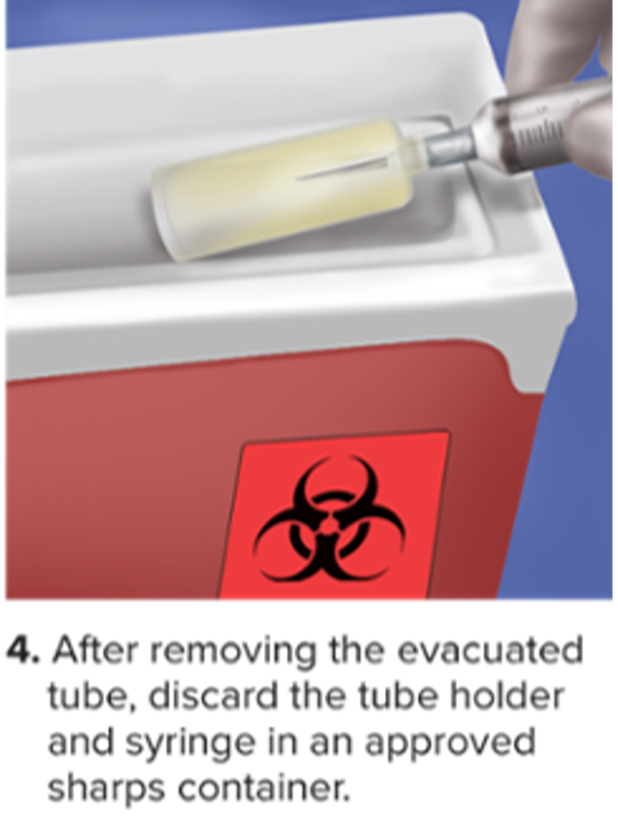 4. After removing the evacuated
tube, discard the tube holder
and syringe in an approved
sharps container.